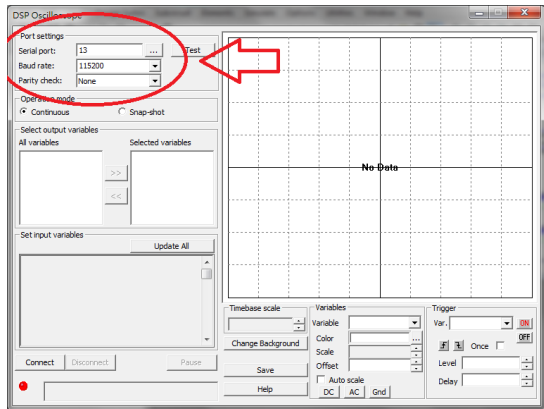 DSP Oscilloscope
Port settings
Serial port: 13 ... Test
Baud rate: 115200
Parity check: None
Operation mode
Continuous Snap-shot
Select output variables
All variables Selected variables
>>
<<
Set input variables
Update All
Connect Disconnect Pause
No Data
Timebase scale
Change Background
Save
Help
Variables
Variable
Color ...
Scale
Offset
Auto scale
DC AC Gnd
Trigger
Var. ON
OFF
Once
Level
Delay